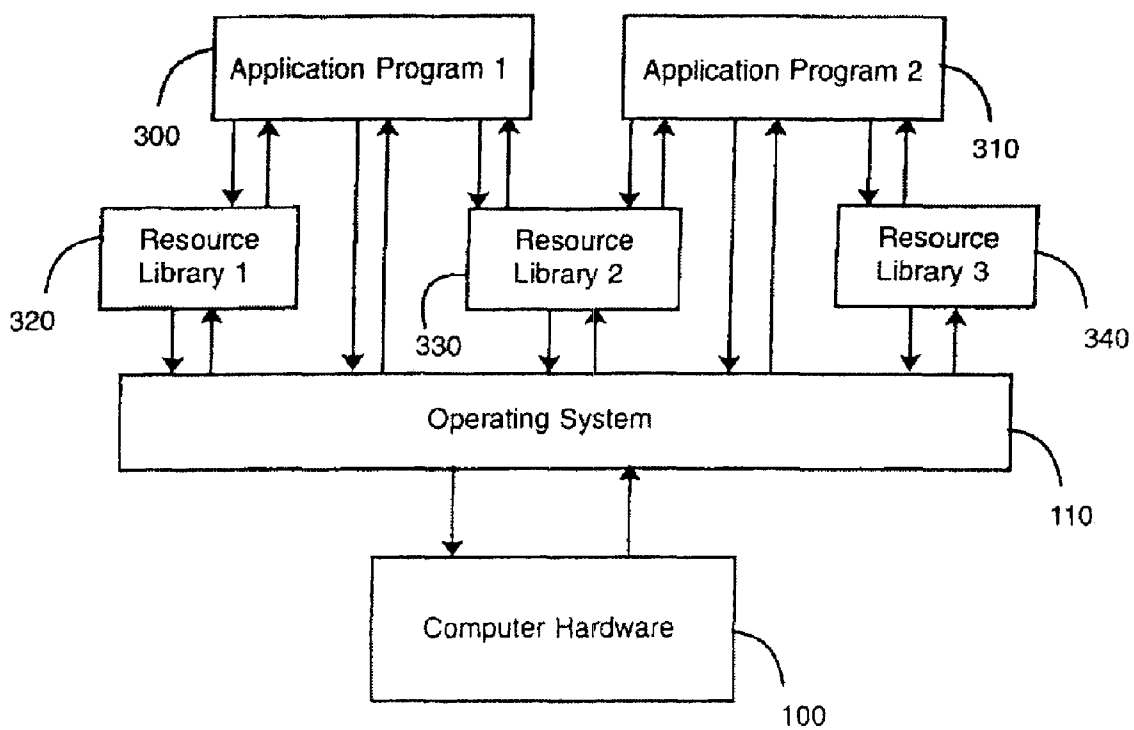 Application Program 1
Application Program 2
300
310
Resource
Library 1
Resource
Library 2
Resource
Library 3
320
330
340
Operating System
110
Computer Hardware
100